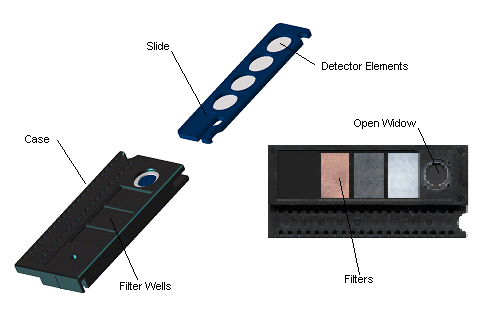 Slide
Detector Elements
Case
Open Widow
Filter Wells
Filters